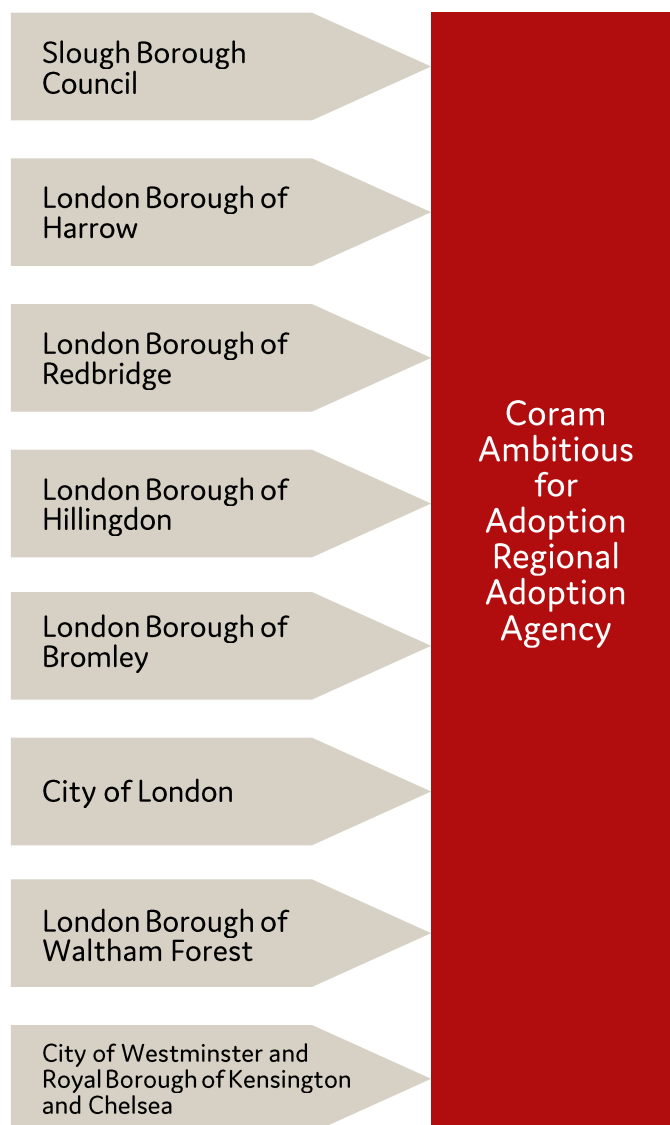 Slough Borough
Council
London Borough of
Harrow
London Borough of
Redbridge
London Borough of
Hillingdon
London Borough of
Bromley
City of London
London Borough of
Waltham Forest
City of Westminster and
Royal Borough of Kensington
and Chelsea
Coram
Ambitious
for
Adoption
Regional
Adoption
Agency